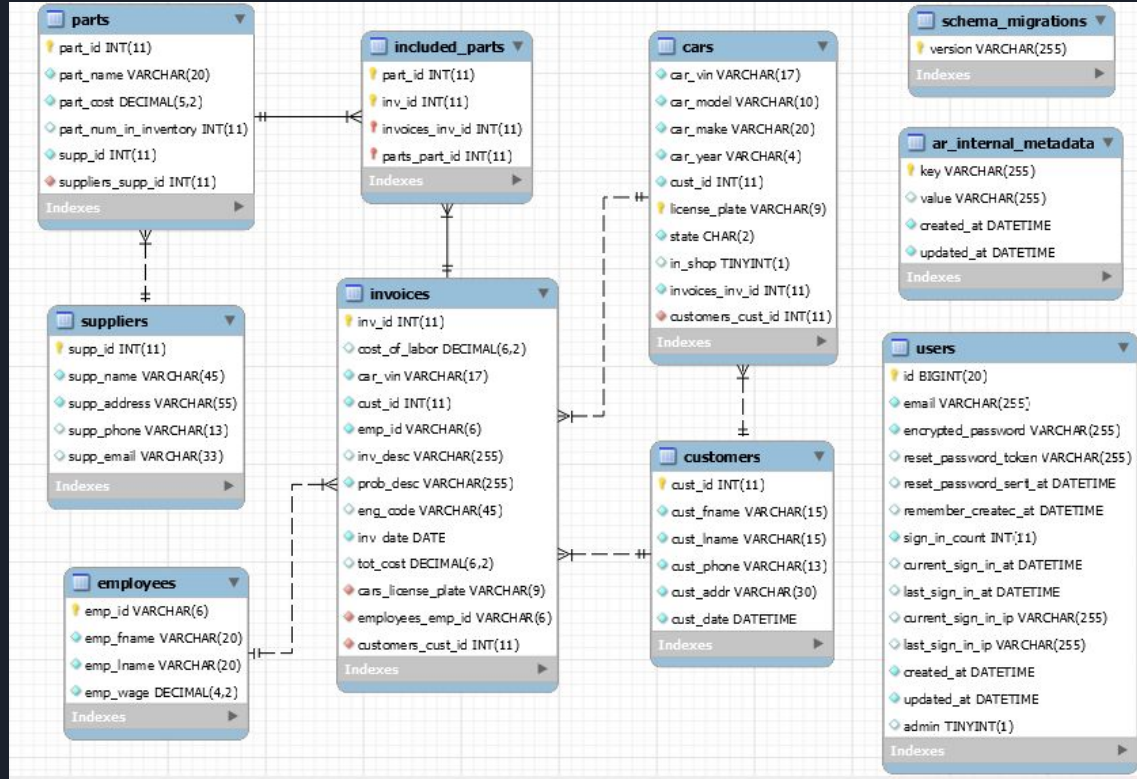 parts
part_id INT(11)
part_name VARCHAR(20)
part_cost DECIMAL(5,2)
part_num_in_inventory INT(11)
supp_id INT(11)
suppliers_supp_id INT(11)
Indexes
included_parts
part_id INT(11)
inv_id INT(11)
invoices_inv_id INT(11)
parts_part_id INT(11)
Indexes
cars
car_vin VARCHAR(17)
car_model VARCHAR(10)
car_make VARCHAR(20)
car_year VARCHAR(4)
cust_id INT(11)
license_plate VARCHAR(9)
state CHAR(2)
in_shop TINYINT(1)
invoices_inv_id INT(11)
customers_cust_id INT(11)
Indexes
schema_migrations
version VARCHAR(255)
Indexes
ar_internal_metadata
key VARCHAR(255)
value VARCHAR(255)
created_at DATETIME
updated_at DATETIME
Indexes
suppliers
supp_id INT(11)
supp_name VARCHAR(45)
supp_address VARCHAR(55)
supp_phone VARCHAR(13)
supp_email VARCHAR(33)
Indexes
invoices
inv_id INT(11)
cost_of_labor DECIMAL(6,2)
car_vin VARCHAR(17)
cust_id INT(11)
emp_id VARCHAR(6)
inv_desc VARCHAR(255)
prob_desc VARCHAR(255)
eng_code VARCHAR(45)
inv_date DATE
tot_cost DECIMAL(6,2)
cars_license_plate VARCHAR(9)
employees_emp_id VARCHAR(6)
customers_cust_id INT(11)
Indexes
customers
cust_id INT(11)
cust_fname VARCHAR(15)
cust_lname VARCHAR(15)
cust_phone VARCHAR(13)
cust_addr VARCHAR(30)
cust_date DATETIME
Indexes
users
id BIGINT(20)
email VARCHAR(255)
encrypted_password VARCHAR(255)
reset_password_token VARCHAR(255)
reset_password_sent_at DATETIME
remember_created_at DATETIME
sign_in_count INT(11)
current_sign_in_at DATETIME
last_sign_in_at DATETIME
current_sign_in_ip VARCHAR(255)
last_sign_in_ip VARCHAR(255)
created_at DATETIME
updated_at DATETIME
admin TINYINT(1)
Indexes
employees
emp_id VARCHAR(6)
emp_fname VARCHAR(20)
emp_lname VARCHAR(20)
emp_wage DECIMAL(4,2)
Indexes